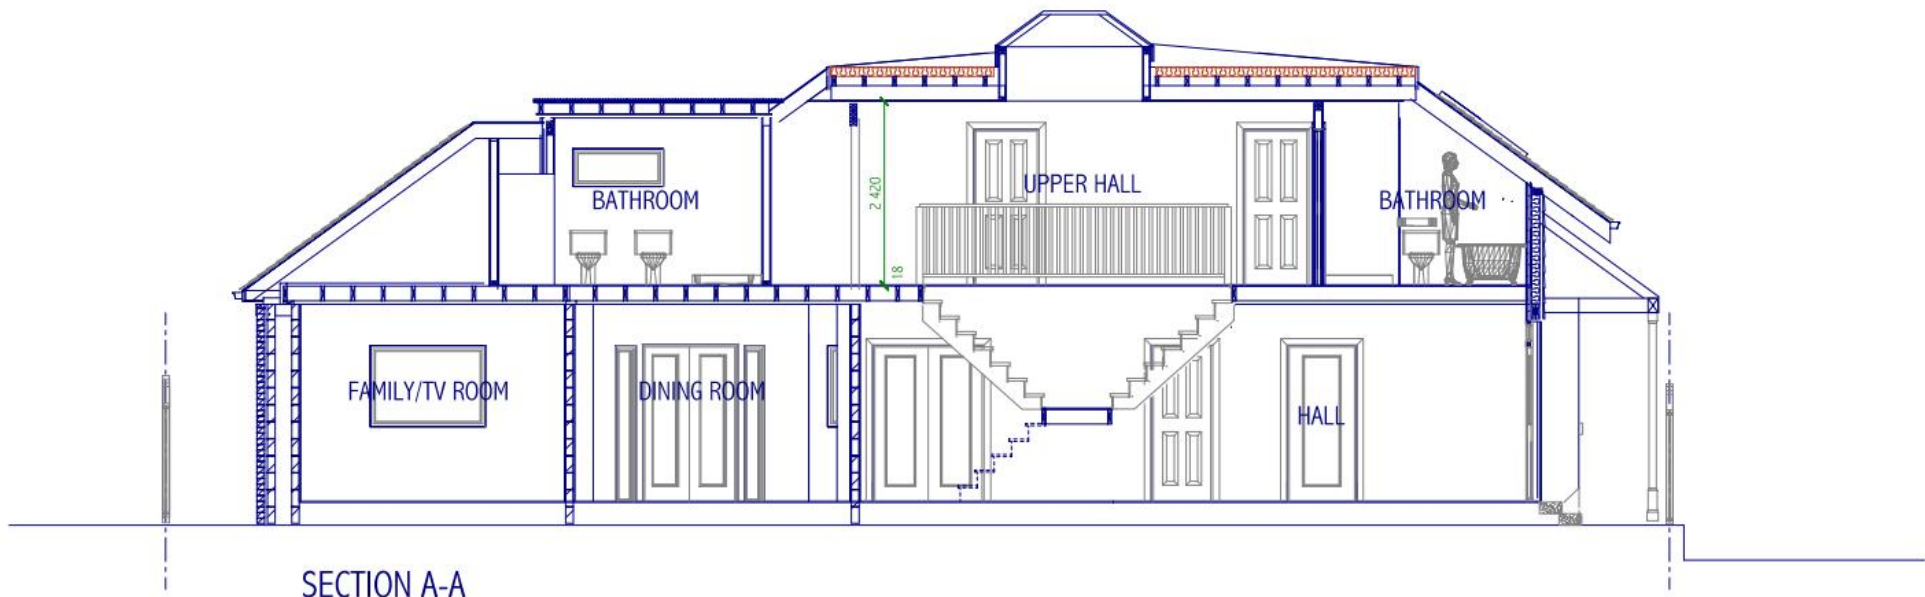 UPPER HALL
BATHROOM
BATHROOM
2 420
18
FAMILY/TV ROOM
DINING ROOM
HALL
SECTION A-A